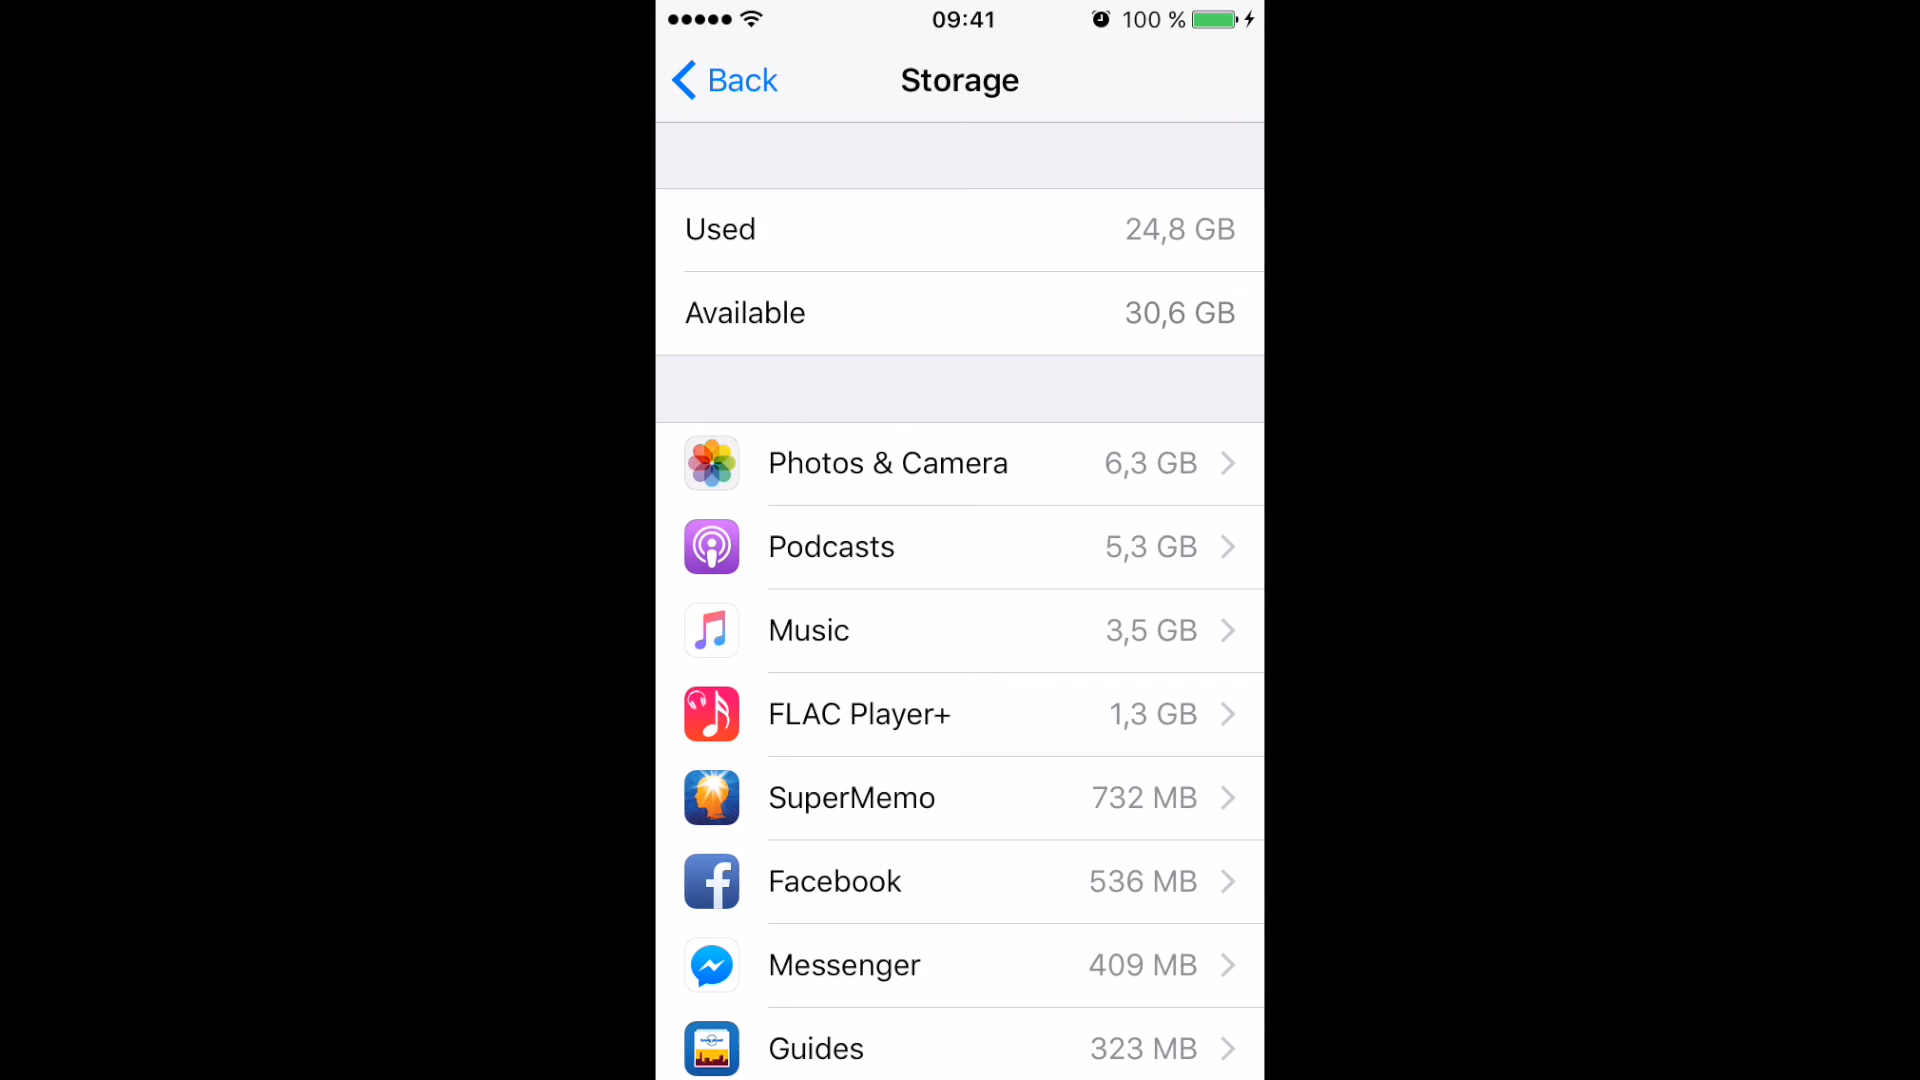 09:41
100 %
Back
Storage
Used
24,8 GB
Available
30,6 GB
Photos & Camera
6,3 GB
Podcasts
5,3 GB
Music
3,5 GB
FLAC Player+
1,3 GB
SuperMemo
732 MB
Facebook
536 MB
Messenger
409 MB
Guides
323 MB